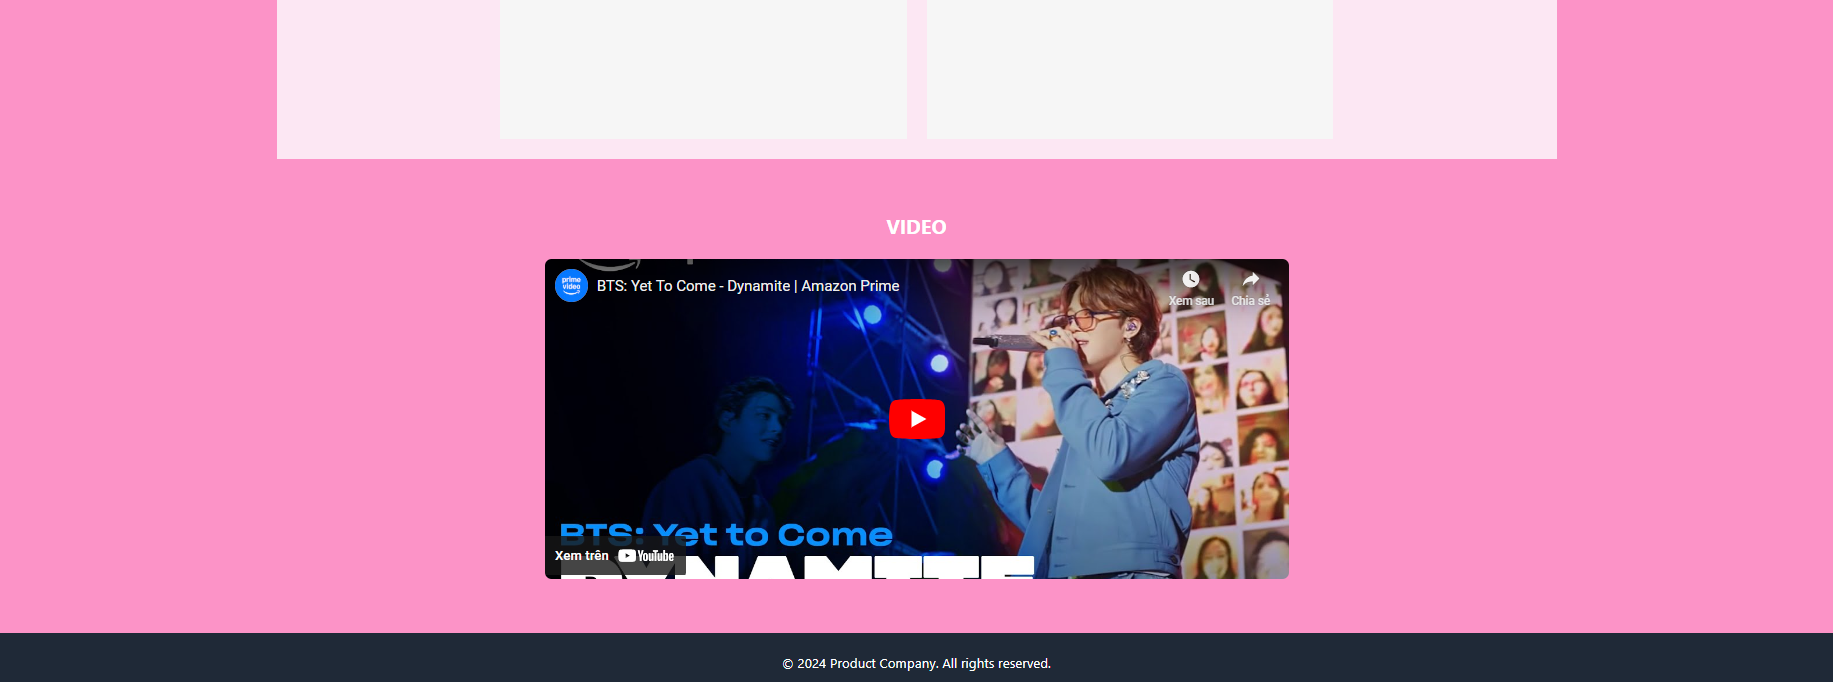 VIDEO
prime video
BTS: Yet To Come - Dynamite | Amazon Prime
Xem sau
Chia sẻ
BTS: Yet to Come
Xem trên YouTube
DYNAMITE
© 2024 Product Company. All rights reserved.